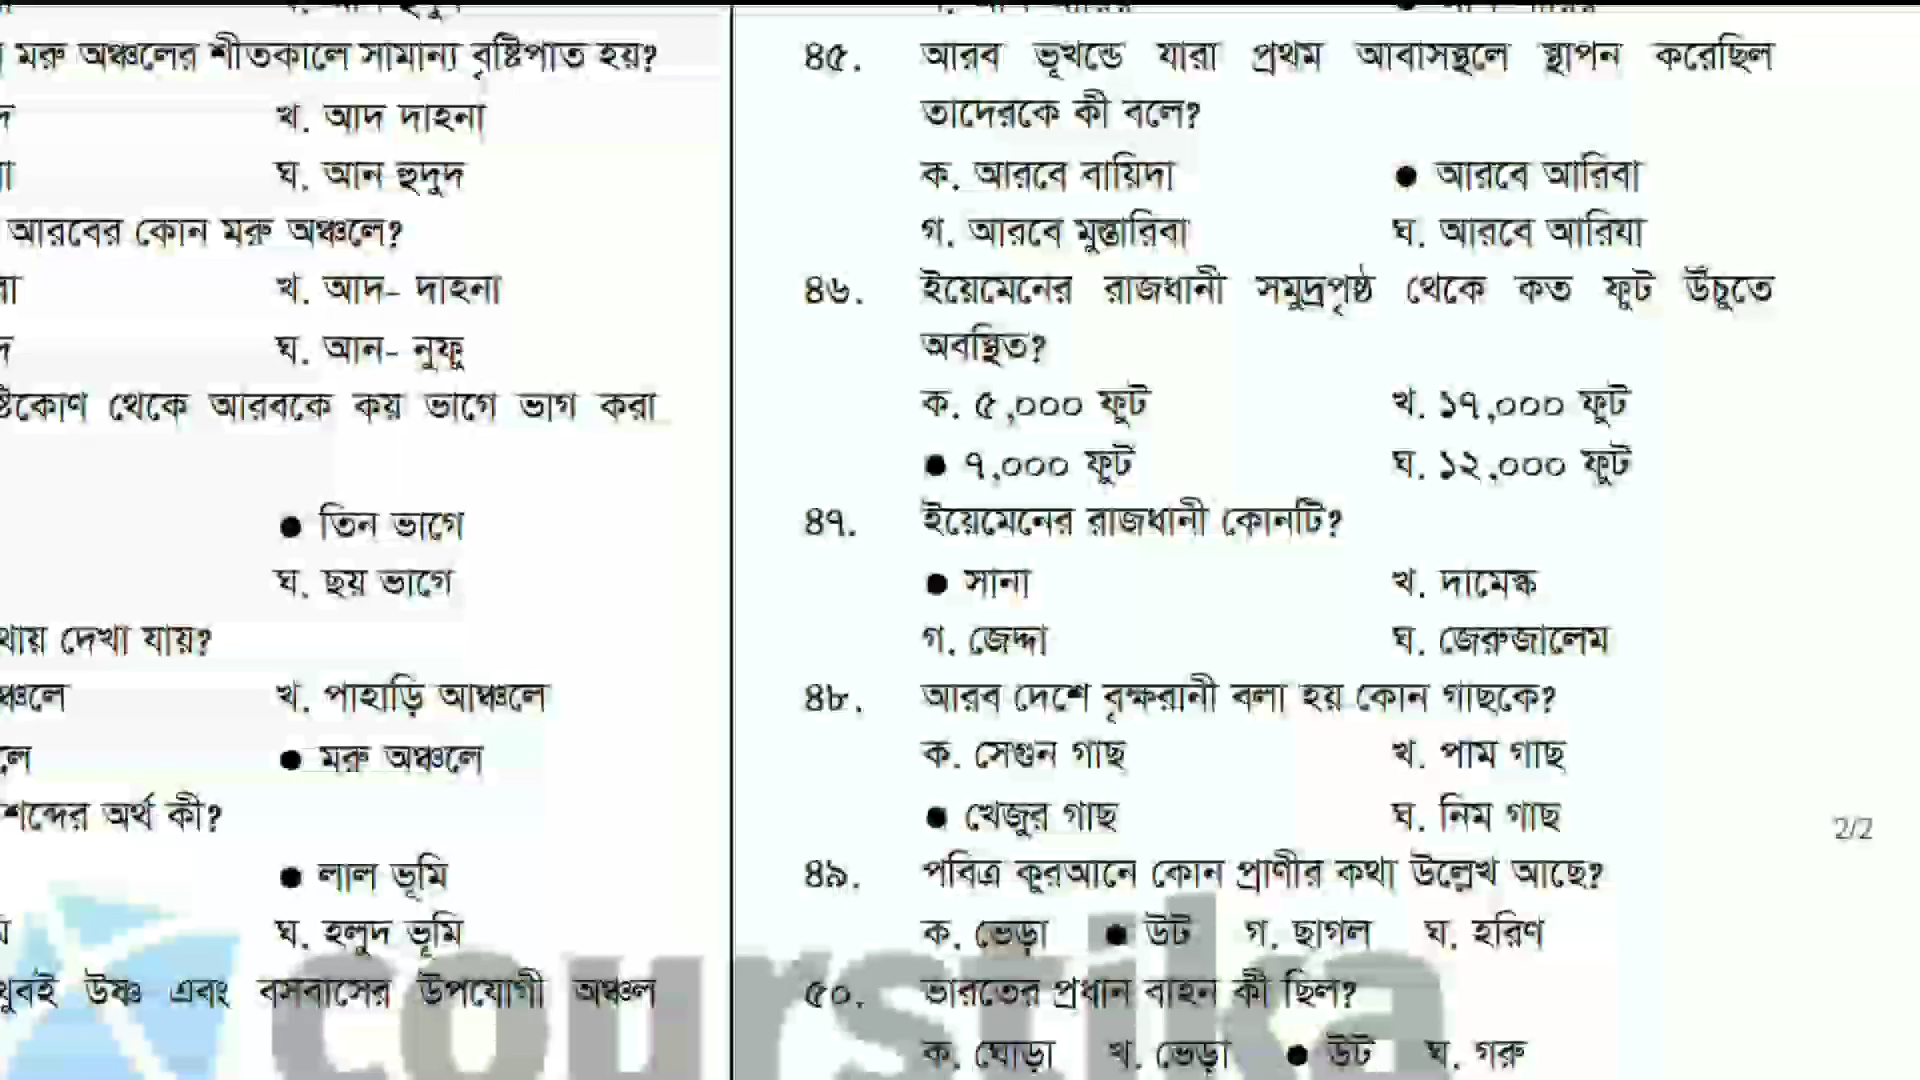 মরু অঞ্চলের শীতকালে সামান্য বৃষ্টিপাত হয়?
খ. আদ দাহনা
ঘ. আন হুদুদ
আরবের কোন মরু অঞ্চলে?
খ. আদ- দাহনা
ঘ. আন- নুফু
থেকে আরবকে কয় ভাগে ভাগ করা
● তিন ভাগে
ঘ. ছয় ভাগে
দেখা যায়?
খ. পাহাড়ি আঞ্চলে
● মরু অঞ্চলে
শব্দের অর্থ কী?
● লাল ভূমি
ঘ. হলুদ ভূমি
উষ্ণ এবং বসবাসের উপযোগী অঞ্চল
৪৫. আরব ভূখন্ডে যারা প্রথম আবাসস্থলে স্থাপন করেছিল
তাদেরকে কী বলে?
ক. আরবে বায়িদা ● আরবে আরিবা
গ. আরবে মুস্তারিবা ঘ. আরবে আরিযা
৪৬. ইয়েমেনের রাজধানী সমুদ্রপৃষ্ঠ থেকে কত ফুট উঁচুতে
অবস্থিত?
ক. ৫,০০০ ফুট খ. ১৭,০০০ ফুট
● ৭,০০০ ফুট ঘ. ১২,০০০ ফুট
৪৭. ইয়েমেনের রাজধানী কোনটি?
● সানা খ. দামেস্ক
গ. জেদ্দা ঘ. জেরুজালেম
৪৮. আরব দেশে বৃক্ষরানী বলা হয় কোন গাছকে?
ক. সেগুন গাছ খ. পাম গাছ
● খেজুর গাছ ঘ. নিম গাছ
2/2
৪৯. পবিত্র কুরআনে কোন প্রাণীর কথা উল্লেখ আছে?
ক. ভেড়া ● উট গ. ছাগল ঘ. হরিণ
৫০. ভারতের প্রধান বাহন কী ছিল?
ক. ঘোড়া খ. ভেড়া ● উট ঘ. গরু
courstika